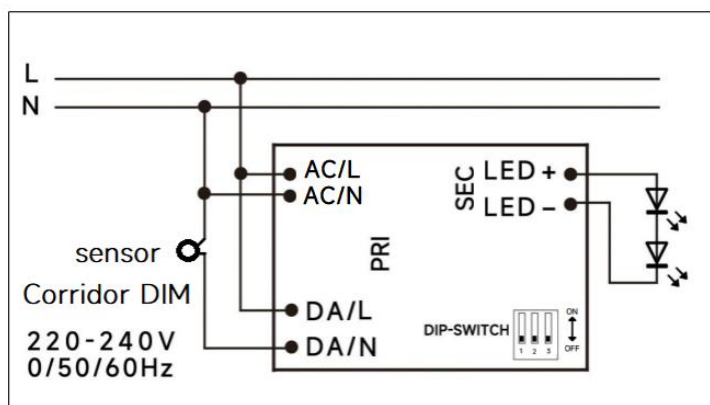 L
N
AC/L
AC/N
SEC
LED +
LED -
sensor
Corridor DIM
PRI
220-240V
0/50/60Hz
DA/L
DA/N
DIP-SWITCH
ON
OFF
1 2 3